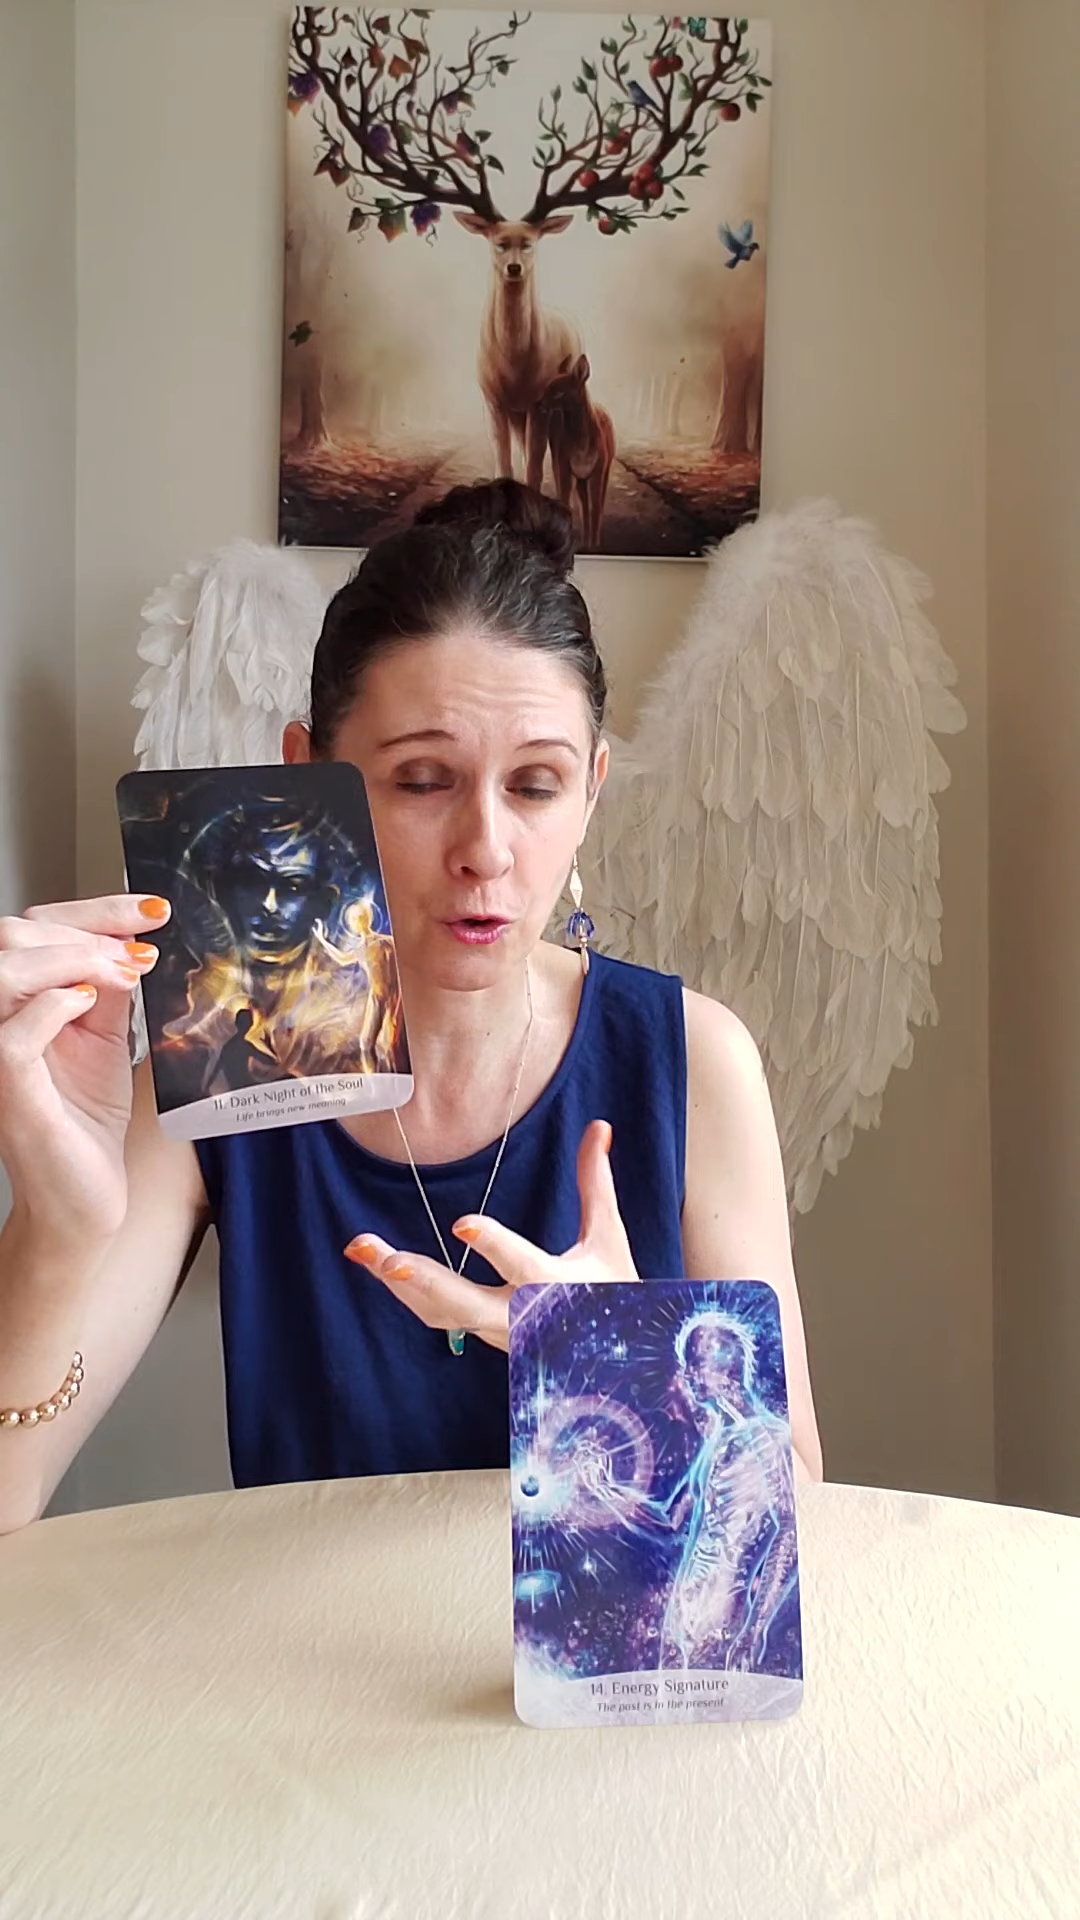 11. Dark Night of the Soul
Life brings new meaning
14. Energy Signature
The past is in the present